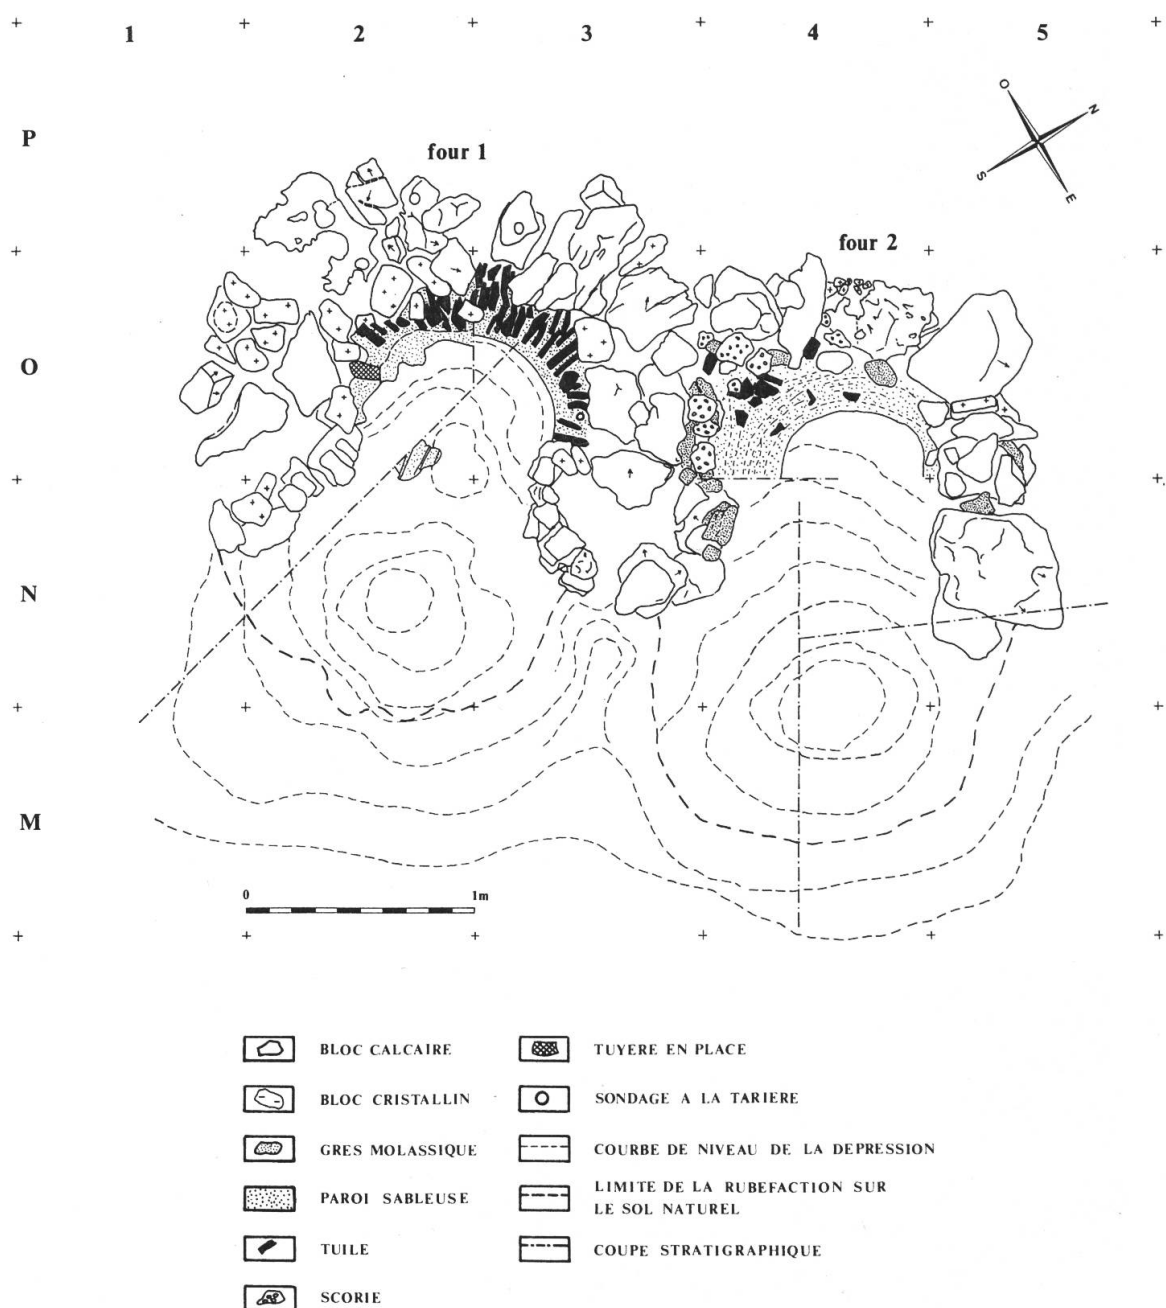 1 2 3 4 5
O
N
S
E
P
four 1
four 2
O
N
M
0 1m
BLOC CALCAIRE
BLOC CRISTALLIN
GRES MOLASSIQUE
PAROI SABLEUSE
TUILE
SCORIE
TUYERE EN PLACE
SONDAGE A LA TARIERE
COURBE DE NIVEAU DE LA DEPRESSION
LIMITE DE LA RUBEFACTION SUR
LE SOL NATUREL
COUPE STRATIGRAPHIQUE